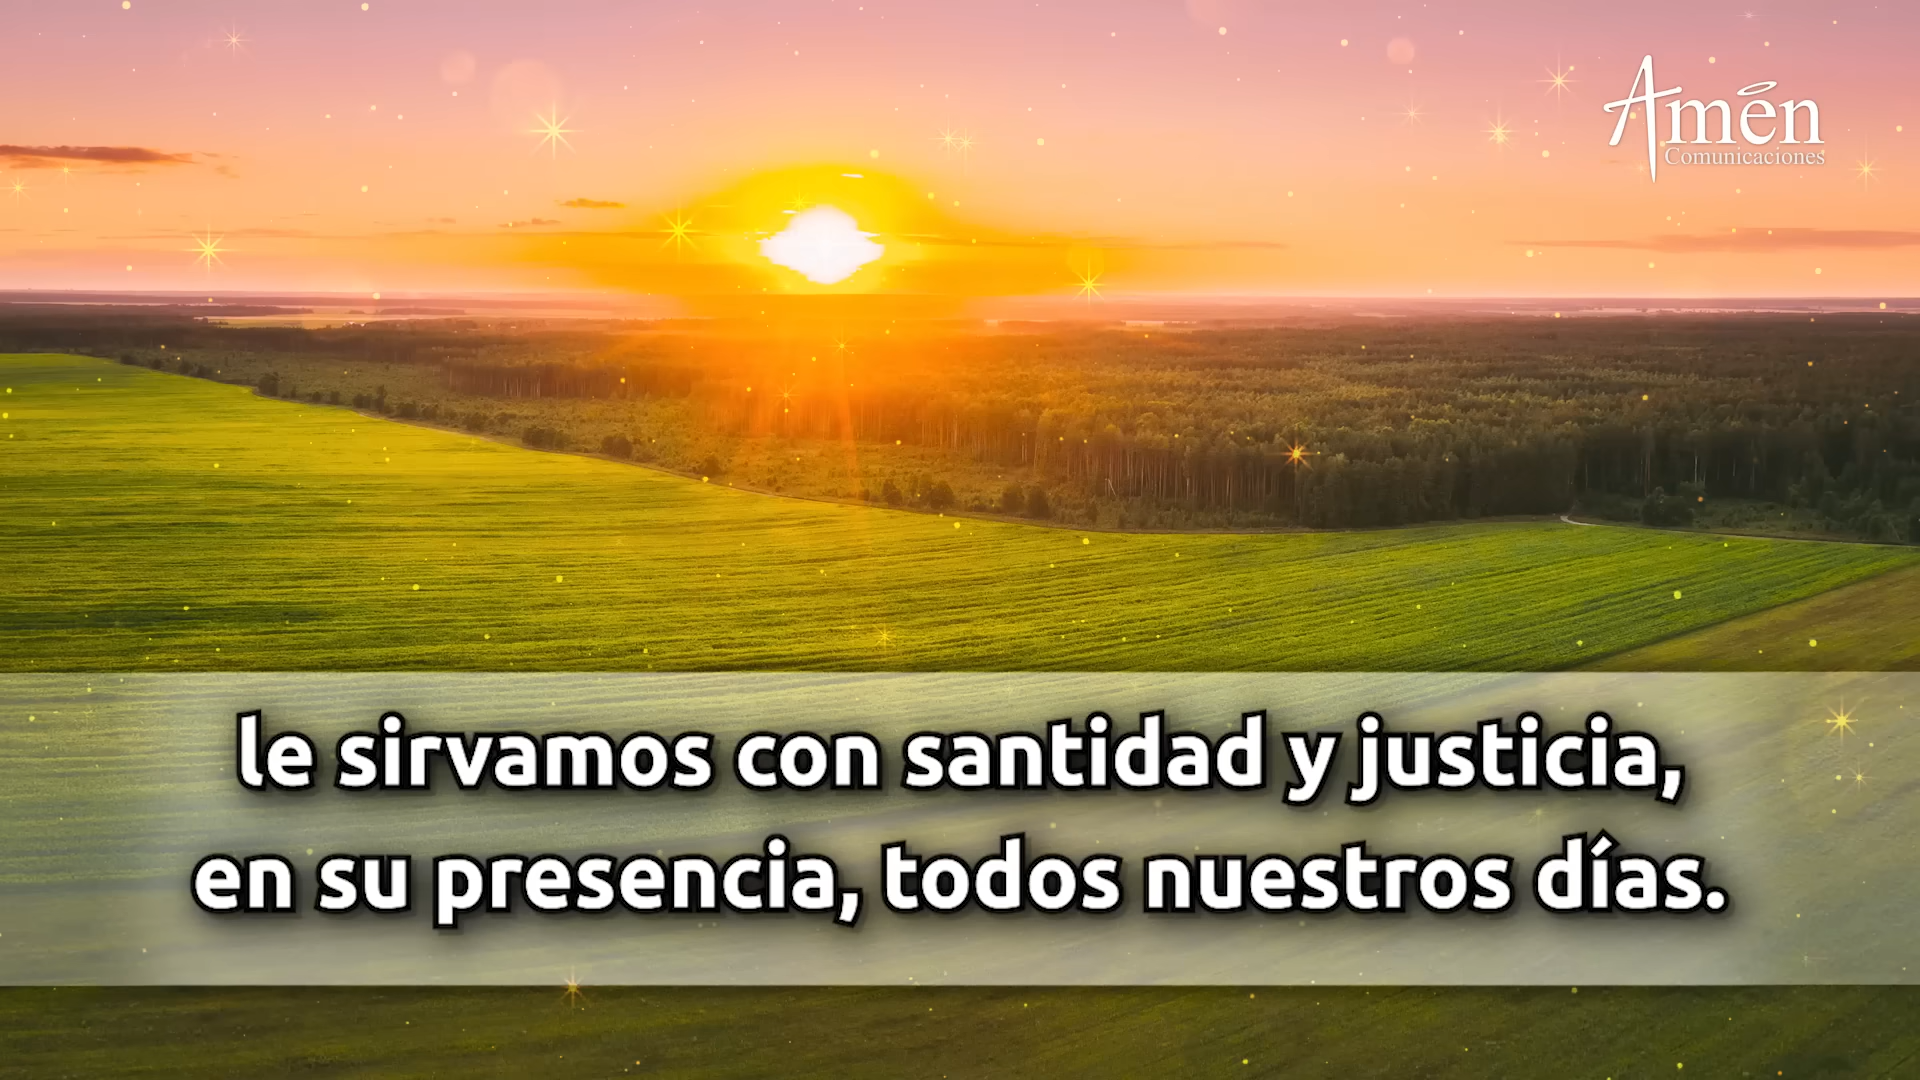 Amén
Comunicaciones
le sirvamos con santidad y justicia,
en su presencia, todos nuestros días.